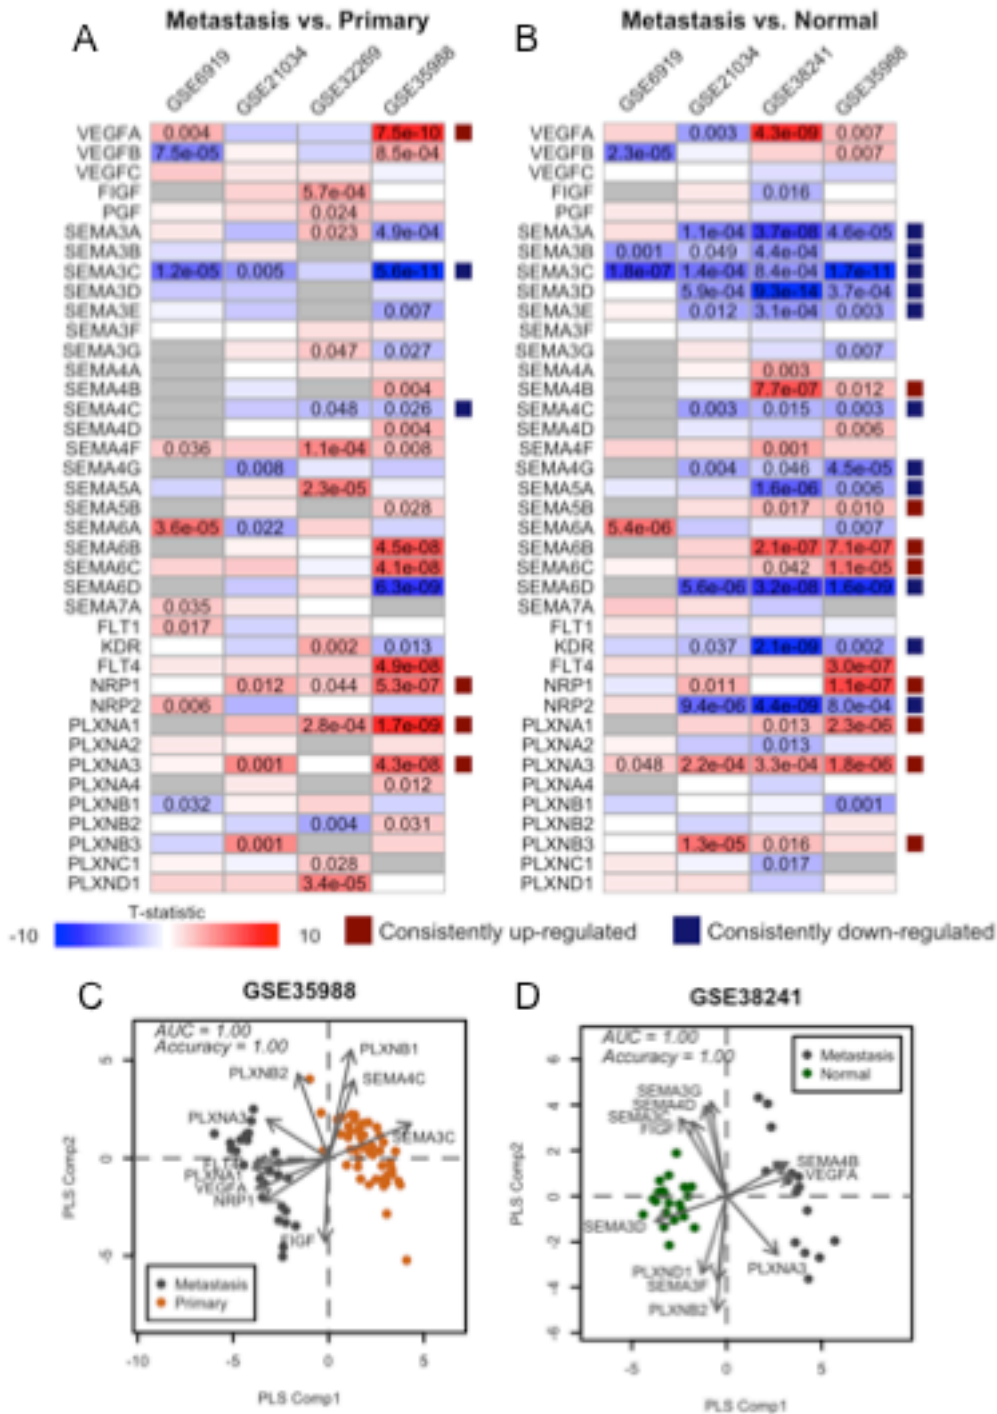 A Metastasis vs. Primary B Metastasis vs. Normal
GSE6919 GSE21034 GSE32269 GSE35988 GSE6919 GSE21034 GSE38241 GSE35988
VEGFA 0.004 7.5e-10 VEGFA 0.003 4.3e-09 0.007
VEGFB 7.5e-05 8.5e-04 VEGFB 2.3e-05 0.007
VEGFC VEGFC
FIGF 5.7e-04 FIGF 0.016
PGF 0.024 PGF
SEMA3A 0.023 4.9e-04 SEMA3A 1.1e-04 3.7e-08 4.6e-05
SEMA3B SEMA3B 0.001 0.049 4.4e-04
SEMA3C 1.2e-05 0.005 5.6e-11 SEMA3C 1.8e-07 1.4e-04 8.4e-04 1.7e-11
SEMA3D SEMA3D 5.9e-04 9.3e-14 3.7e-04
SEMA3E 0.007 SEMA3E 0.012 3.1e-04 0.003
SEMA3F SEMA3F
SEMA3G 0.047 0.027 SEMA3G 0.007
SEMA4A SEMA4A 0.003
SEMA4B 0.004 SEMA4B 7.7e-07 0.012
SEMA4C 0.048 0.026 SEMA4C 0.003 0.015 0.003
SEMA4D 0.004 SEMA4D 0.006
SEMA4F 0.036 1.1e-04 0.008 SEMA4F 0.001
SEMA4G 0.008 SEMA4G 0.004 0.046 4.5e-05
SEMA5A 2.3e-05 SEMA5A 1.6e-06 0.006
SEMA5B 0.028 SEMA5B 0.017 0.010
SEMA6A 3.6e-05 0.022 SEMA6A 5.4e-06 0.007
SEMA6B 4.5e-08 SEMA6B 2.1e-07 7.1e-07
SEMA6C 4.1e-08 SEMA6C 0.042 1.1e-05
SEMA6D 6.3e-09 SEMA6D 5.6e-06 3.2e-08 1.6e-09
SEMA7A 0.035 SEMA7A
FLT1 0.017 FLT1
KDR 0.002 0.013 KDR 0.037 2.1e-09 0.002
FLT4 4.9e-08 FLT4 3.0e-07
NRP1 0.012 0.044 5.3e-07 NRP1 0.011 1.1e-07
NRP2 0.006 NRP2 9.4e-06 4.4e-09 8.0e-04
PLXNA1 2.8e-04 1.7e-09 PLXNA1 0.013 2.3e-06
PLXNA2 PLXNA2 0.013
PLXNA3 0.001 4.3e-08 PLXNA3 0.048 2.2e-04 3.3e-04 1.8e-06
PLXNA4 0.012 PLXNA4
PLXNB1 0.032 PLXNB1 0.001
PLXNB2 0.004 0.031 PLXNB2
PLXNB3 0.001 PLXNB3 1.3e-05 0.016
PLXNC1 0.028 PLXNC1 0.017
PLXND1 3.4e-05 PLXND1
T-statistic
-10 10 Consistently up-regulated Consistently down-regulated
C GSE35988
AUC = 1.00
Accuracy = 1.00
PLXNB1
PLXNB2
SEMA4C
PLXNA3
SEMA3C
FLT4
PLXNA1
VEGFA
NRP1
FIGF
Metastasis
Primary
5
0
-5
PLS Comp2
-10 -5 0 5
PLS Comp1
D GSE38241
AUC = 1.00
Accuracy = 1.00
Metastasis
Normal
SEMA3G
SEMA4D
SEMA3C
FIGF
SEMA4B
VEGFA
SEMA3D
PLXND1
PLXNA3
SEMA3F
PLXNB2
6
4
2
0
-2
-4
-6
PLS Comp2
-5 0 5
PLS Comp1